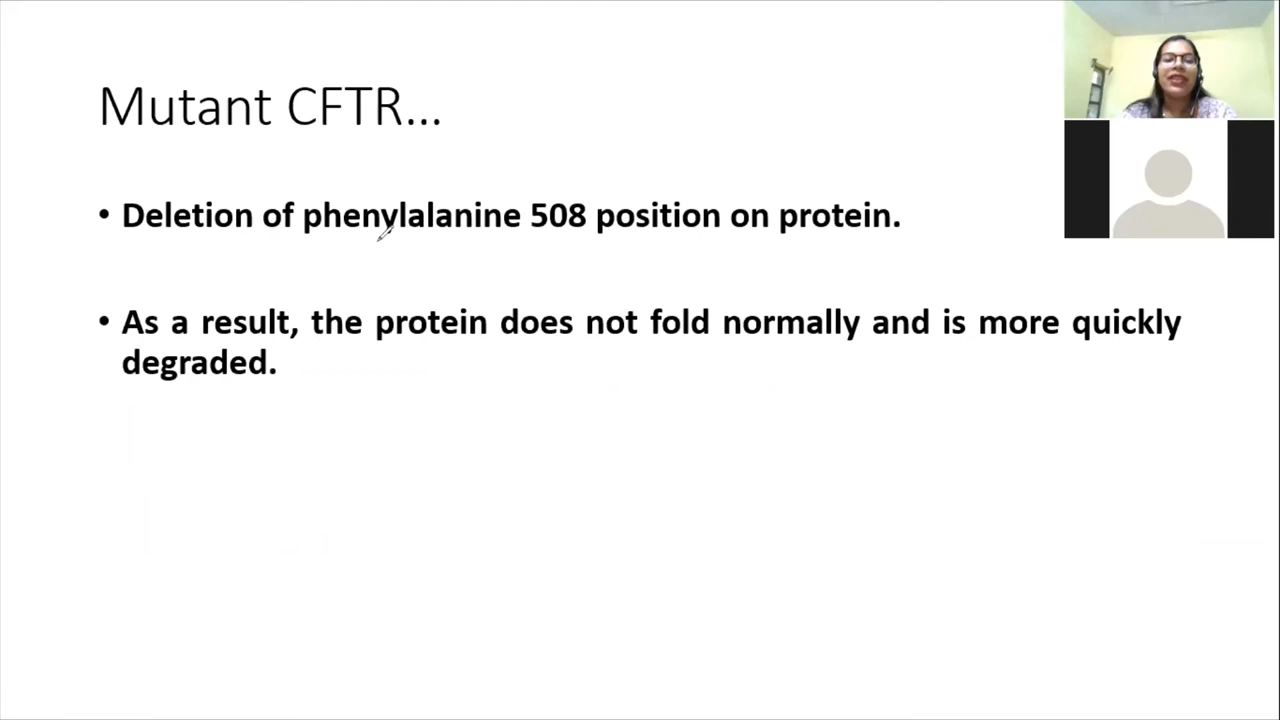 Mutant CFTR...
• Deletion of phenylalanine 508 position on protein.
• As a result, the protein does not fold normally and is more quickly
degraded.